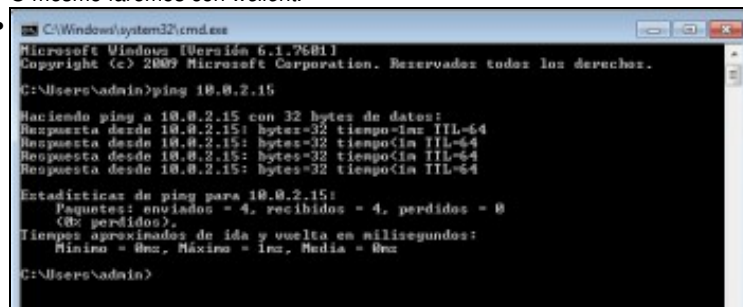 C:\Windows\system32\cmd.exe
Microsoft Windows [Versión 6.1.7601]
Copyright (c) 2009 Microsoft Corporation. Reservados todos los derechos.
C:\Users\admin>ping 10.0.2.15
Haciendo ping a 10.0.2.15 con 32 bytes de datos:
Respuesta desde 10.0.2.15: bytes=32 tiempo=1ms TTL=64
Respuesta desde 10.0.2.15: bytes=32 tiempo<1m TTL=64
Respuesta desde 10.0.2.15: bytes=32 tiempo<1m TTL=64
Respuesta desde 10.0.2.15: bytes=32 tiempo<1m TTL=64
Estadísticas de ping para 10.0.2.15:
Paquetes: enviados = 4, recibidos = 4, perdidos = 0
(0% perdidos),
Tiempos aproximados de ida y vuelta en milisegundos:
Mínimo = 0ms, Máximo = 1ms, Media = 0ms
C:\Users\admin>